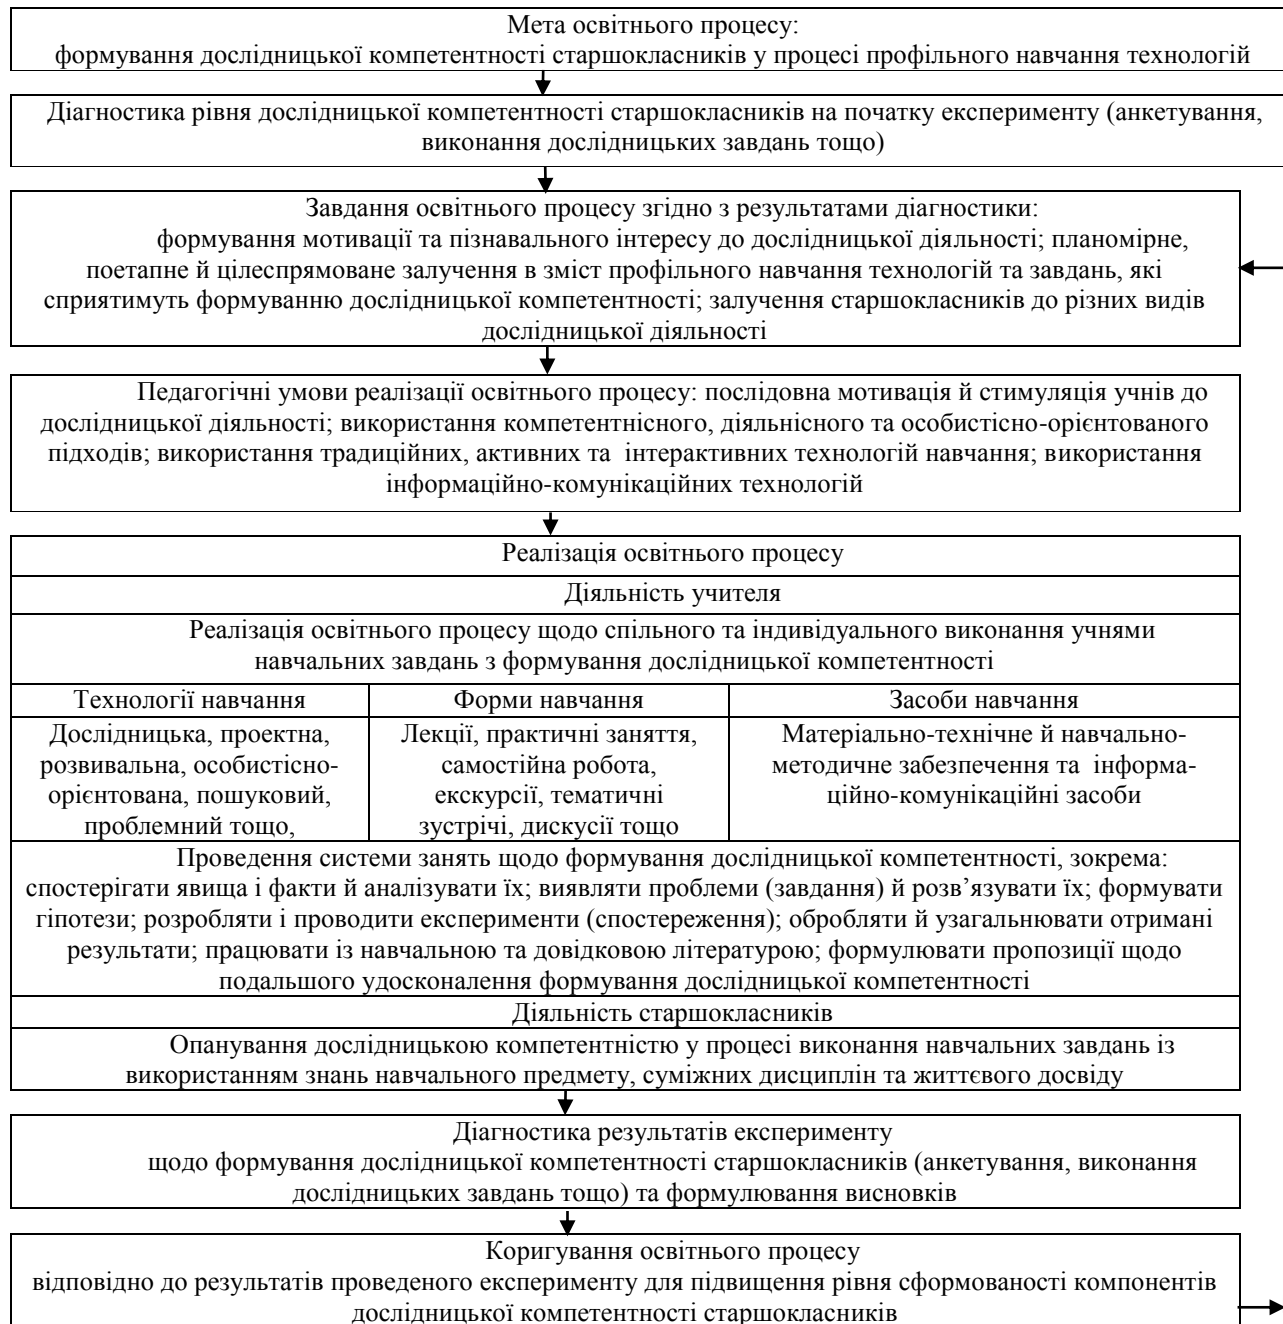 Мета освітнього процесу:
формування дослідницької компетентності старшокласників у процесі профільного навчання технологій
Діагностика рівня дослідницької компетентності старшокласників на початку експерименту (анкетування,
виконання дослідницьких завдань тощо)
Завдання освітнього процесу згідно з результатами діагностики:
формування мотивації та пізнавального інтересу до дослідницької діяльності; планомірне,
поетапне й цілеспрямоване залучення в зміст профільного навчання технологій та завдань, які
сприятимуть формуванню дослідницької компетентності; залучення старшокласників до різних видів
дослідницької діяльності
Педагогічні умови реалізації освітнього процесу: послідовна мотивація й стимуляція учнів до
дослідницької діяльності; використання компетентнісного, діяльнісного та особистісно-орієнтованого
підходів; використання традиційних, активних та інтерактивних технологій навчання; використання
інформаційно-комунікаційних технологій
Реалізація освітнього процесу
Діяльність учителя
Реалізація освітнього процесу щодо спільного та індивідуального виконання учнями
навчальних завдань з формування дослідницької компетентності
Технології навчання
Дослідницька, проектна,
розвивальна, особистісно-
орієнтована, пошуковий,
проблемний тощо,
Форми навчання
Лекції, практичні заняття,
самостійна робота,
екскурсії, тематичні
зустрічі, дискусії тощо
Засоби навчання
Матеріально-технічне й навчально-
методичне забезпечення та інформа-
ційно-комунікаційні засоби
Проведення системи занять щодо формування дослідницької компетентності, зокрема:
спостерігати явища і факти й аналізувати їх; виявляти проблеми (завдання) й розв’язувати їх; формувати
гіпотези; розробляти і проводити експерименти (спостереження); обробляти й узагальнювати отримані
результати; працювати із навчальною та довідковою літературою; формулювати пропозиції щодо
подальшого удосконалення формування дослідницької компетентності
Діяльність старшокласників
Опанування дослідницькою компетентністю у процесі виконання навчальних завдань із
використанням знань навчального предмету, суміжних дисциплін та життєвого досвіду
Діагностика результатів експерименту
щодо формування дослідницької компетентності старшокласників (анкетування, виконання
дослідницьких завдань тощо) та формулювання висновків
Коригування освітнього процесу
відповідно до результатів проведеного експерименту для підвищення рівня сформованості компонентів
дослідницької компетентності старшокласників